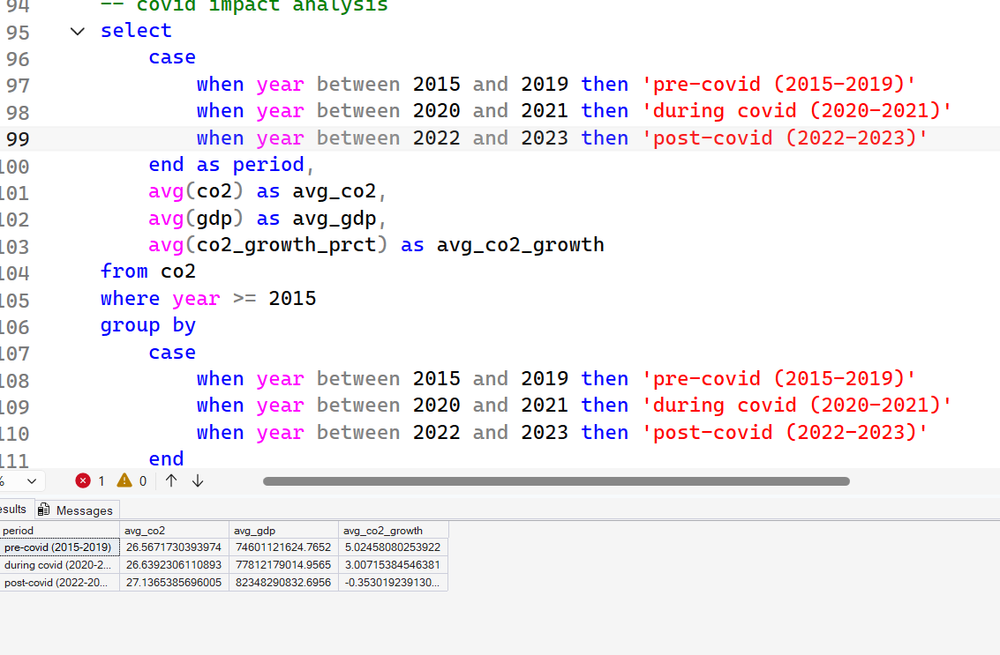 94 -- covid impact analysis
95 select
96 case
97 when year between 2015 and 2019 then 'pre-covid (2015-2019)'
98 when year between 2020 and 2021 then 'during covid (2020-2021)'
99 when year between 2022 and 2023 then 'post-covid (2022-2023)'
100 end as period,
101 avg(co2) as avg_co2,
102 avg(gdp) as avg_gdp,
103 avg(co2_growth_prct) as avg_co2_growth
104 from co2
105 where year >= 2015
106 group by
107 case
108 when year between 2015 and 2019 then 'pre-covid (2015-2019)'
109 when year between 2020 and 2021 then 'during covid (2020-2021)'
110 when year between 2022 and 2023 then 'post-covid (2022-2023)'
111 end
% 1 0
esults Messages
period avg_co2 avg_gdp avg_co2_growth
pre-covid (2015-2019) 26.5671730393974 74601121624.7652 5.02458080253922
during covid (2020-2... 26.6392306110893 77812179014.9565 3.00715384546381
post-covid (2022-20... 27.1365385696005 82348290832.6956 -0.353019239130...